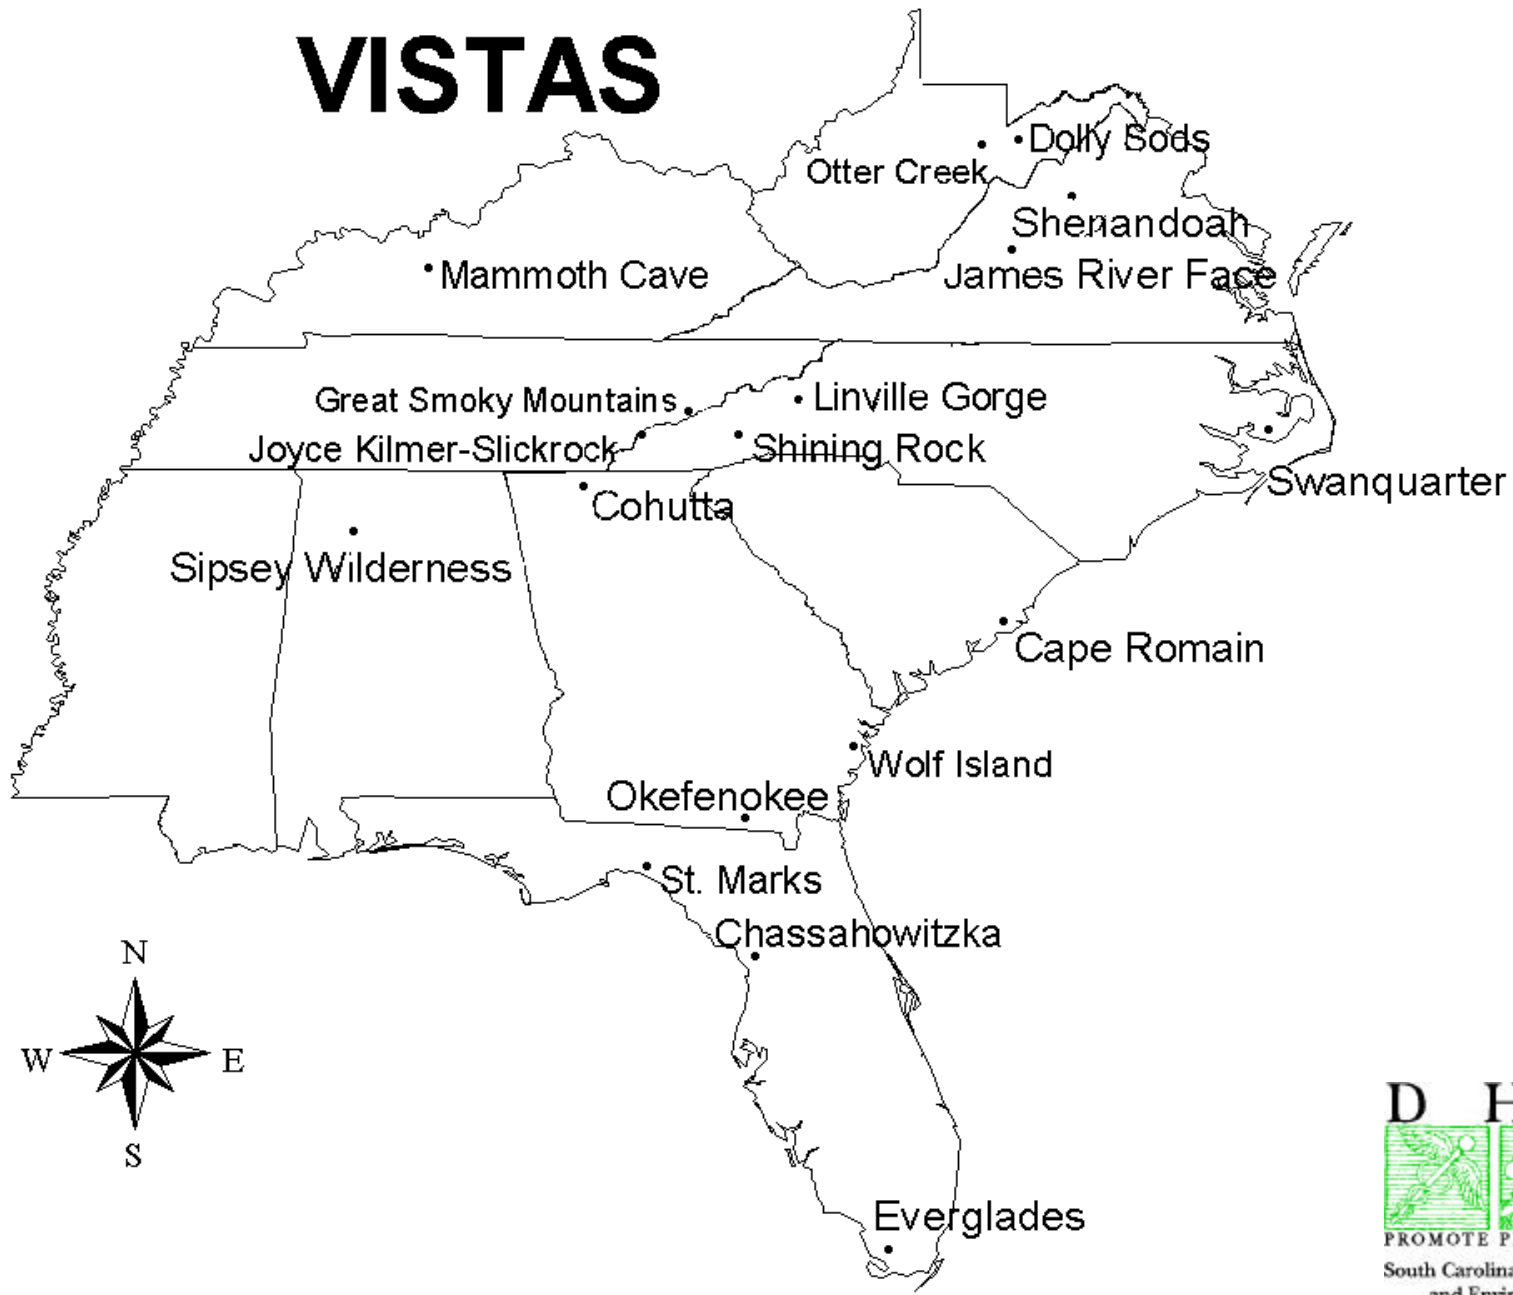 VISTAS
Dolly Sods
Otter Creek
Shenandoah
James River Face
Mammoth Cave
Great Smoky Mountains
Linville Gorge
Joyce Kilmer-Slickrock
Shining Rock
Swanquarter
Cohutta
Sipsey Wilderness
Cape Romain
Wolf Island
Okefenokee
St. Marks
Chassahowitzka
N
W E
S
D H
Everglades
PROMOTE P
South Carolina